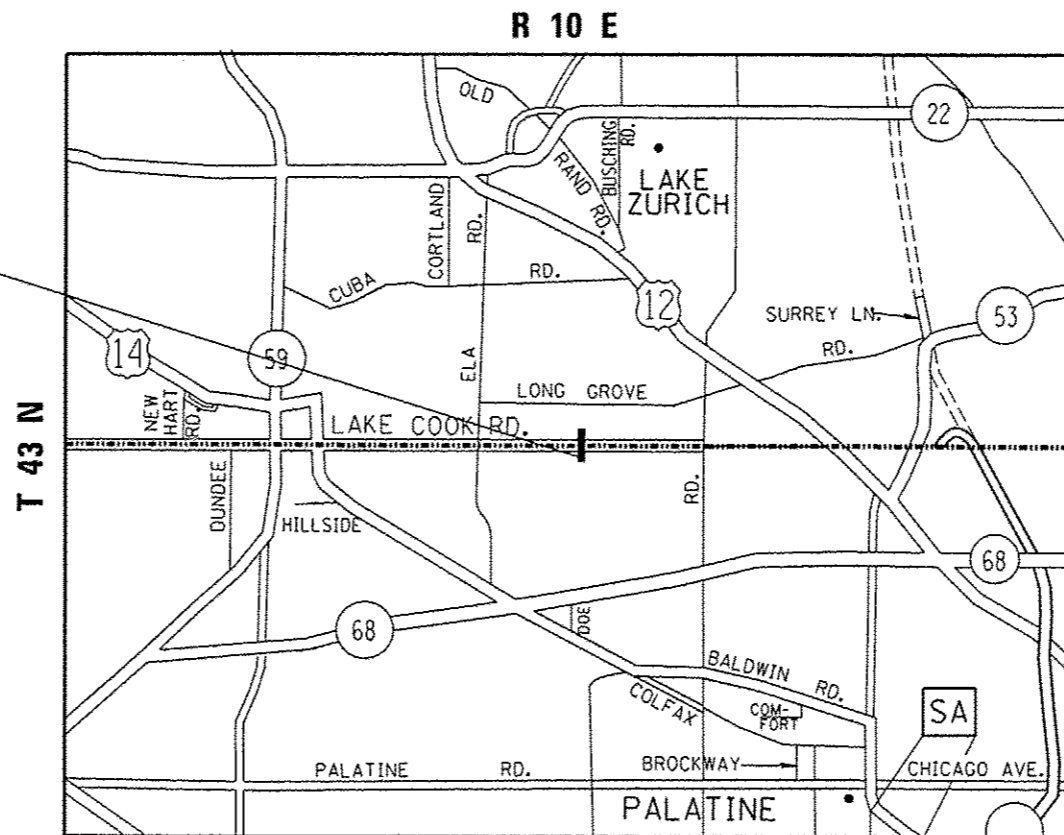 R 10 E
T 43 N
OLD
RAND RD.
BUSCHING
RD.
LAKE
ZURICH
22
CORTLAND
RD.
CUBA
RD.
12
SURREY LN.
53
RD.
14
59
ELA
LONG GROVE
NEW
HART
RD.
LAKE COOK RD.
DUNDEE
HILLSIDE
RD.
68
68
DOE
BALDWIN
RD.
COLFAX
COM-
FORT
SA
PALATINE RD.
BROCKWAY
CHICAGO AVE.
PALATINE